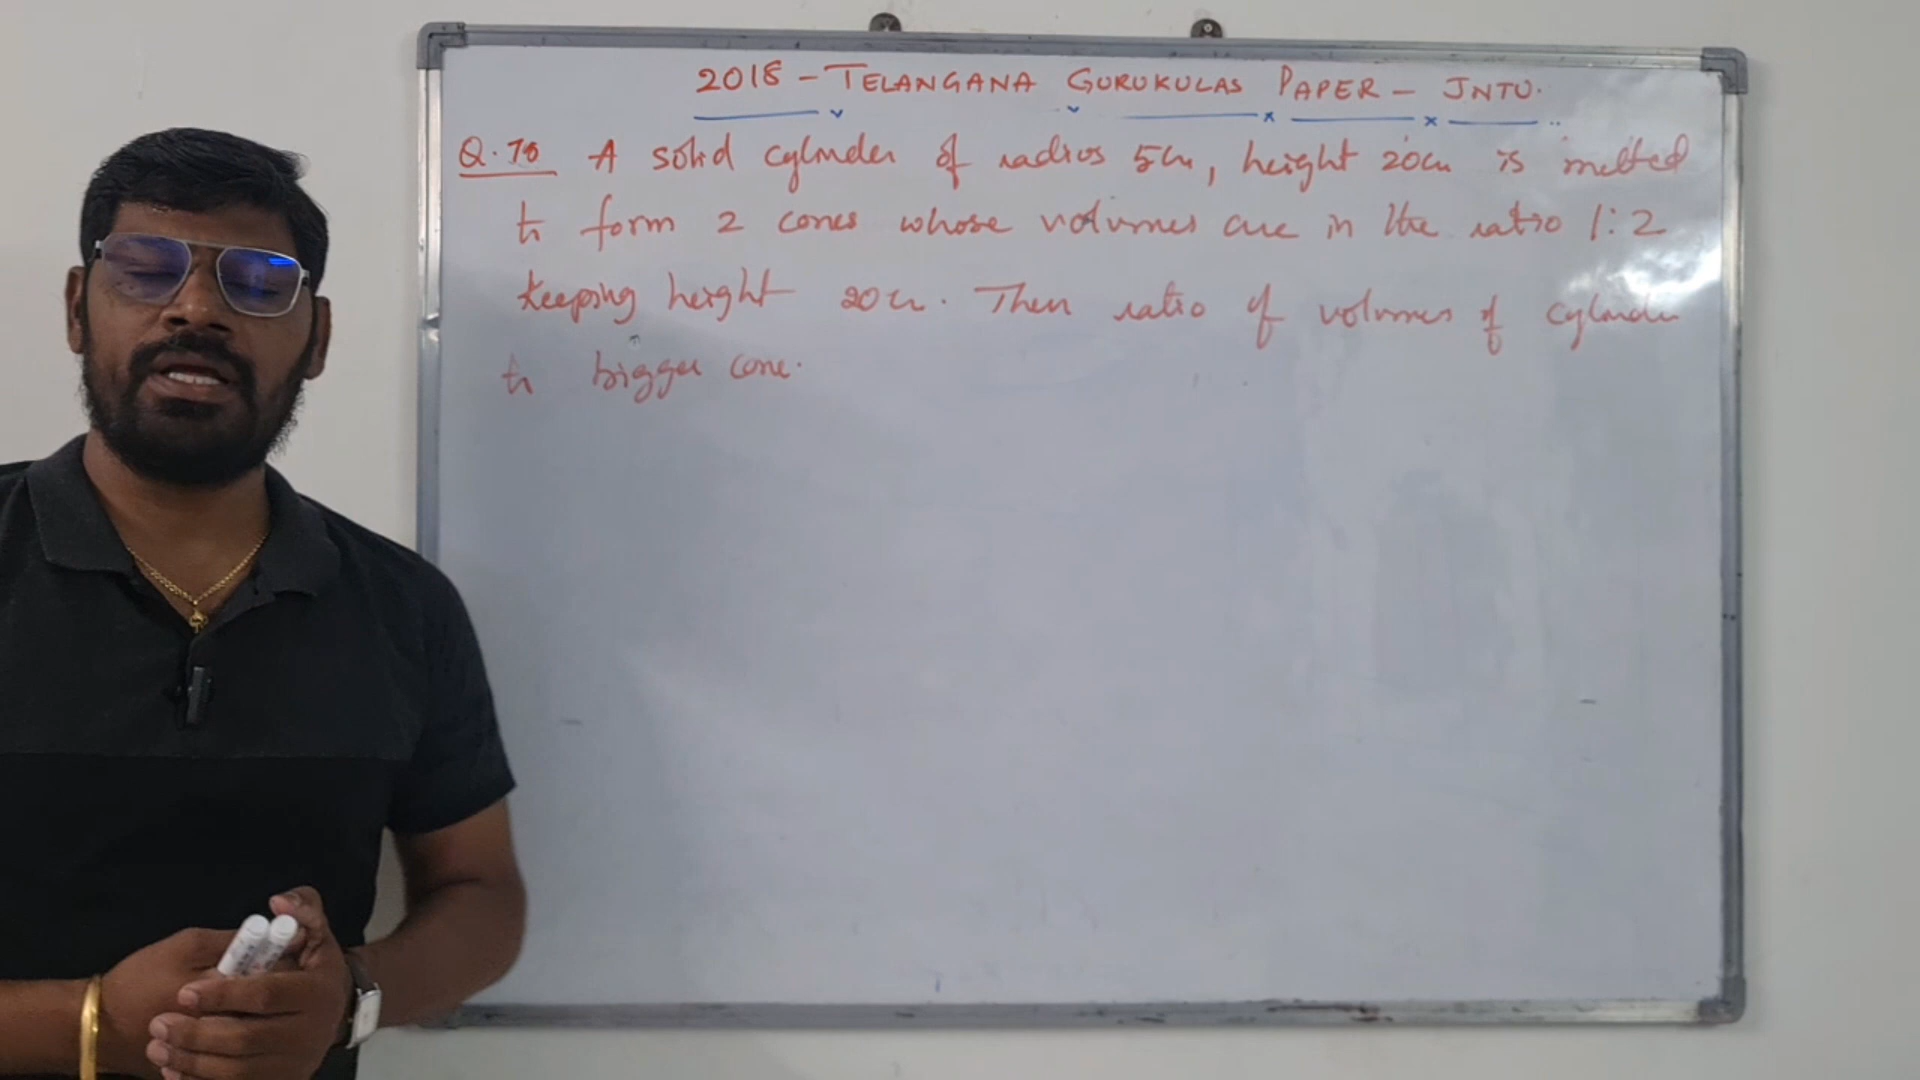 2018 - TELANGANA GURUKULAS PAPER - JNTU.
Q.70 A solid cylinder of radius 5cm, height 20cm is melted
to form 2 cones whose volumes are in the ratio 1:2
keeping height 20cm. Then ratio of volumes of cylinder
to bigger cone.